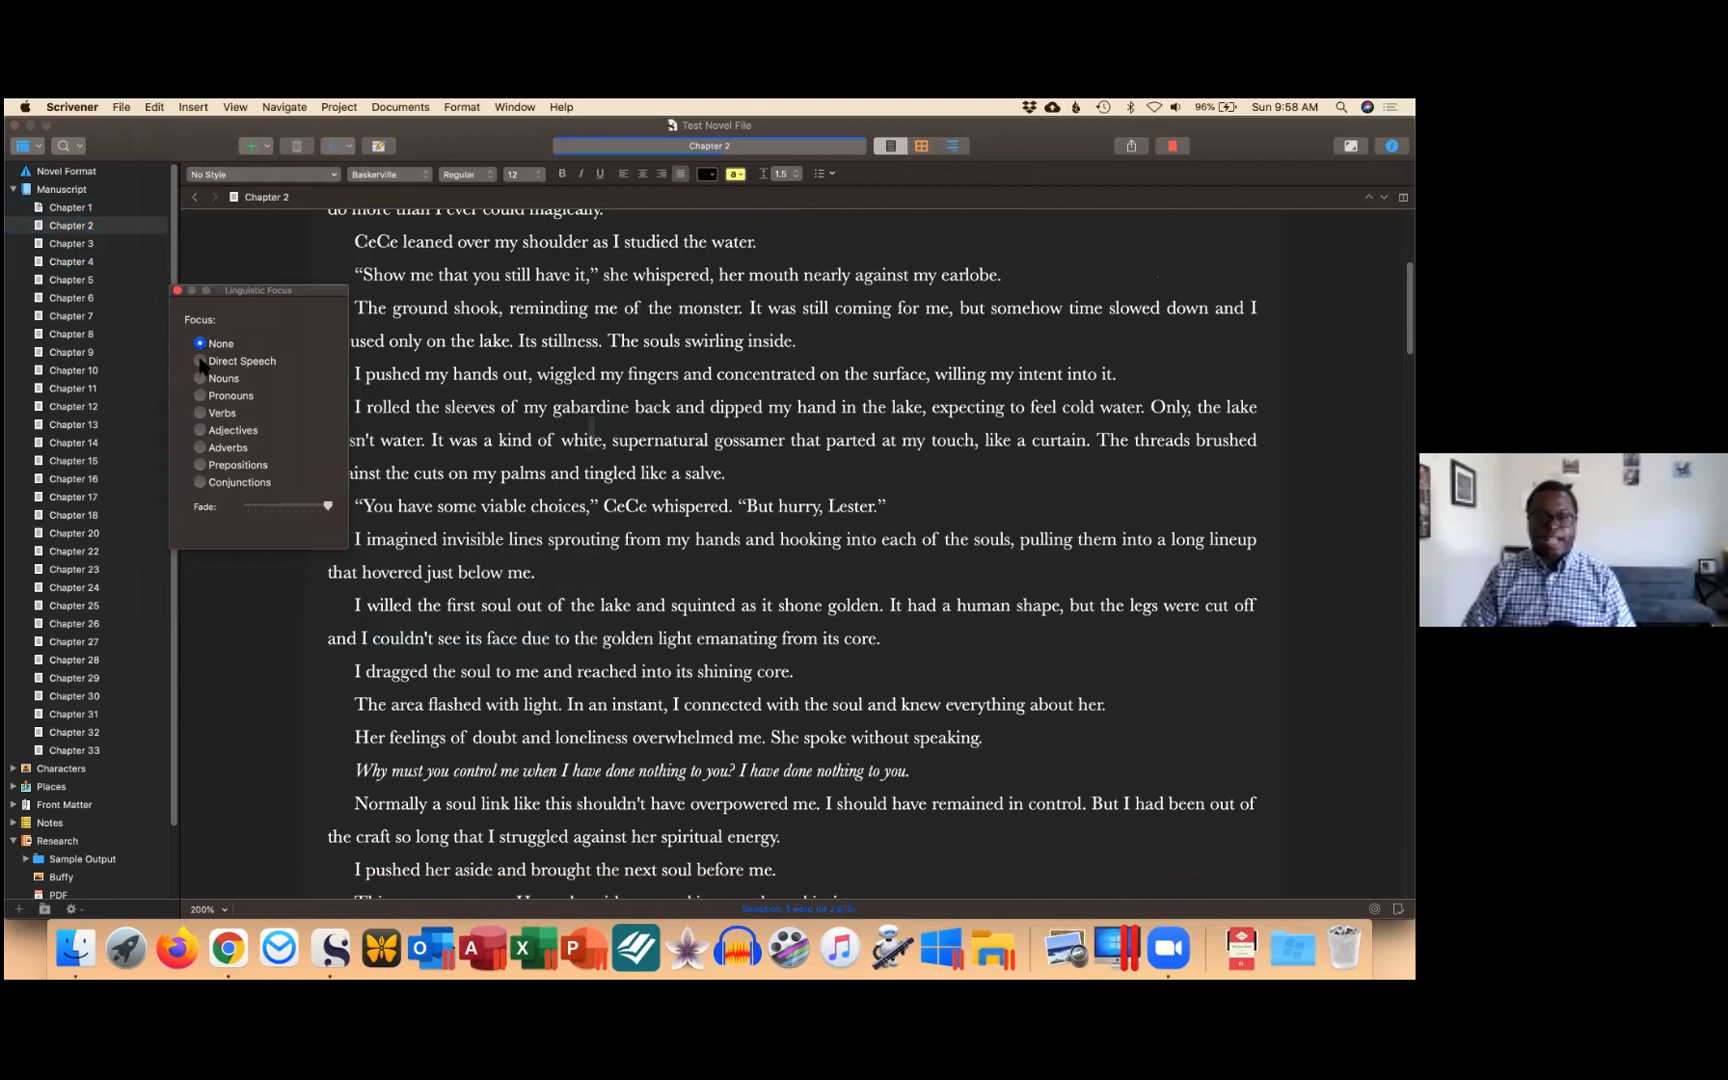 Scrivener File Edit Insert View Navigate Project Documents Format Window Help 96% Sun 9:58 AM
Test Novel File
Chapter 2
No Style Baskerville Regular 12 B I U a 1.5
Chapter 2
Novel Format
Manuscript
Chapter 1
Chapter 2
Chapter 3
Chapter 4
Chapter 5
Chapter 6
Chapter 7
Chapter 8
Chapter 9
Chapter 10
Chapter 11
Chapter 12
Chapter 13
Chapter 14
Chapter 15
Chapter 16
Chapter 17
Chapter 18
Chapter 20
Chapter 22
Chapter 23
Chapter 24
Chapter 25
Chapter 26
Chapter 27
Chapter 28
Chapter 29
Chapter 30
Chapter 31
Chapter 32
Chapter 33
Characters
Places
Front Matter
Notes
Research
Sample Output
Buffy
PDF
Linguistic Focus
Focus:
None
Direct Speech
Nouns
Pronouns
Verbs
Adjectives
Adverbs
Prepositions
Conjunctions
Fade:
do more than I ever could magically.
CeCe leaned over my shoulder as I studied the water.
“Show me that you still have it,” she whispered, her mouth nearly against my earlobe.
The ground shook, reminding me of the monster. It was still coming for me, but somehow time slowed down and I
used only on the lake. Its stillness. The souls swirling inside.
I pushed my hands out, wiggled my fingers and concentrated on the surface, willing my intent into it.
I rolled the sleeves of my gabardine back and dipped my hand in the lake, expecting to feel cold water. Only, the lake
sn't water. It was a kind of white, supernatural gossamer that parted at my touch, like a curtain. The threads brushed
ainst the cuts on my palms and tingled like a salve.
“You have some viable choices,” CeCe whispered. “But hurry, Lester.”
I imagined invisible lines sprouting from my hands and hooking into each of the souls, pulling them into a long lineup
that hovered just below me.
I willed the first soul out of the lake and squinted as it shone golden. It had a human shape, but the legs were cut off
and I couldn't see its face due to the golden light emanating from its core.
I dragged the soul to me and reached into its shining core.
The area flashed with light. In an instant, I connected with the soul and knew everything about her.
Her feelings of doubt and loneliness overwhelmed me. She spoke without speaking.
Why must you control me when I have done nothing to you? I have done nothing to you.
Normally a soul link like this shouldn't have overpowered me. I should have remained in control. But I had been out of
the craft so long that I struggled against her spiritual energy.
I pushed her aside and brought the next soul before me.
200% Selection: 1 word